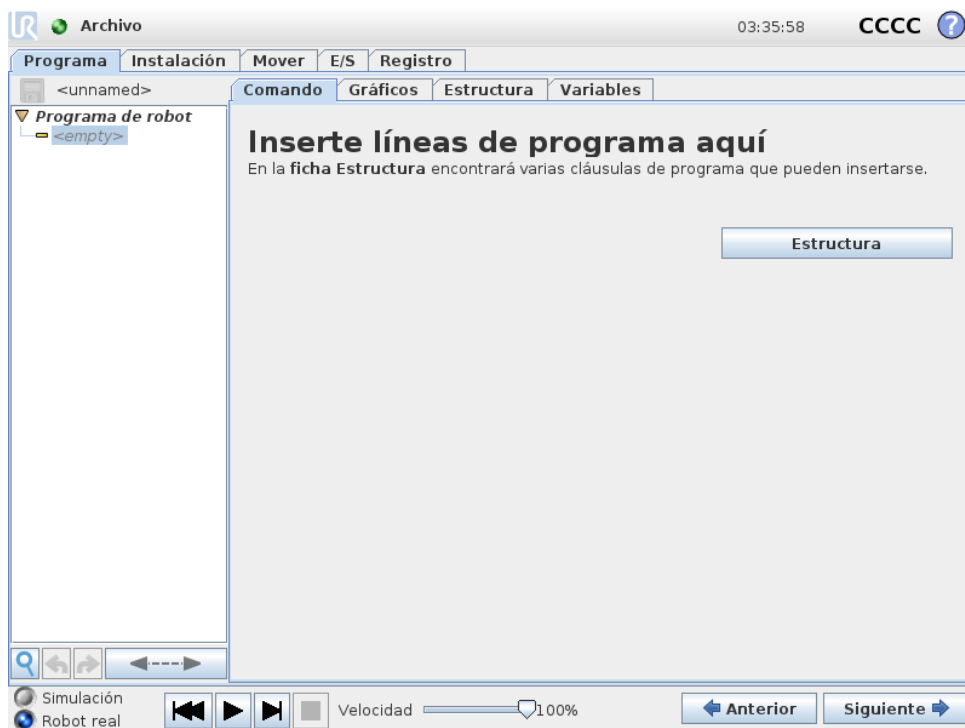 UR Archivo 03:35:58 CCCC ?
Programa Instalación Mover E/S Registro
<unnamed> Comando Gráficos Estructura Variables
Programa de robot
<empty>
Inserte líneas de programa aquí
En la ficha Estructura encontrará varias cláusulas de programa que pueden insertarse.
Estructura
Simulación
Robot real
Velocidad 100% Anterior Siguiente